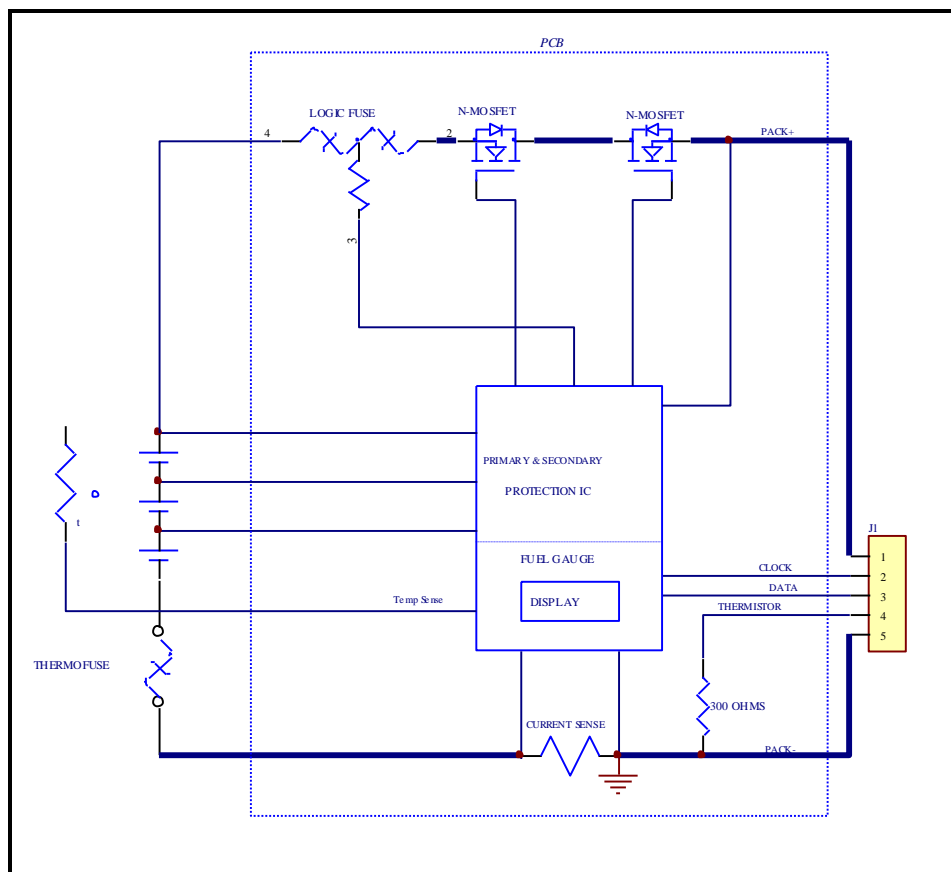 PCB
LOGIC FUSE
N-MOSFET
N-MOSFET
4
2
PACK+
3
PRIMARY & SECONDARY
PROTECTION IC
t
J1
FUEL GAUGE
1
CLOCK
2
DATA
3
Temp Sense
DISPLAY
THERMISTOR
4
5
THERMOFUSE
300 OHMS
CURRENT SENSE
PACK-